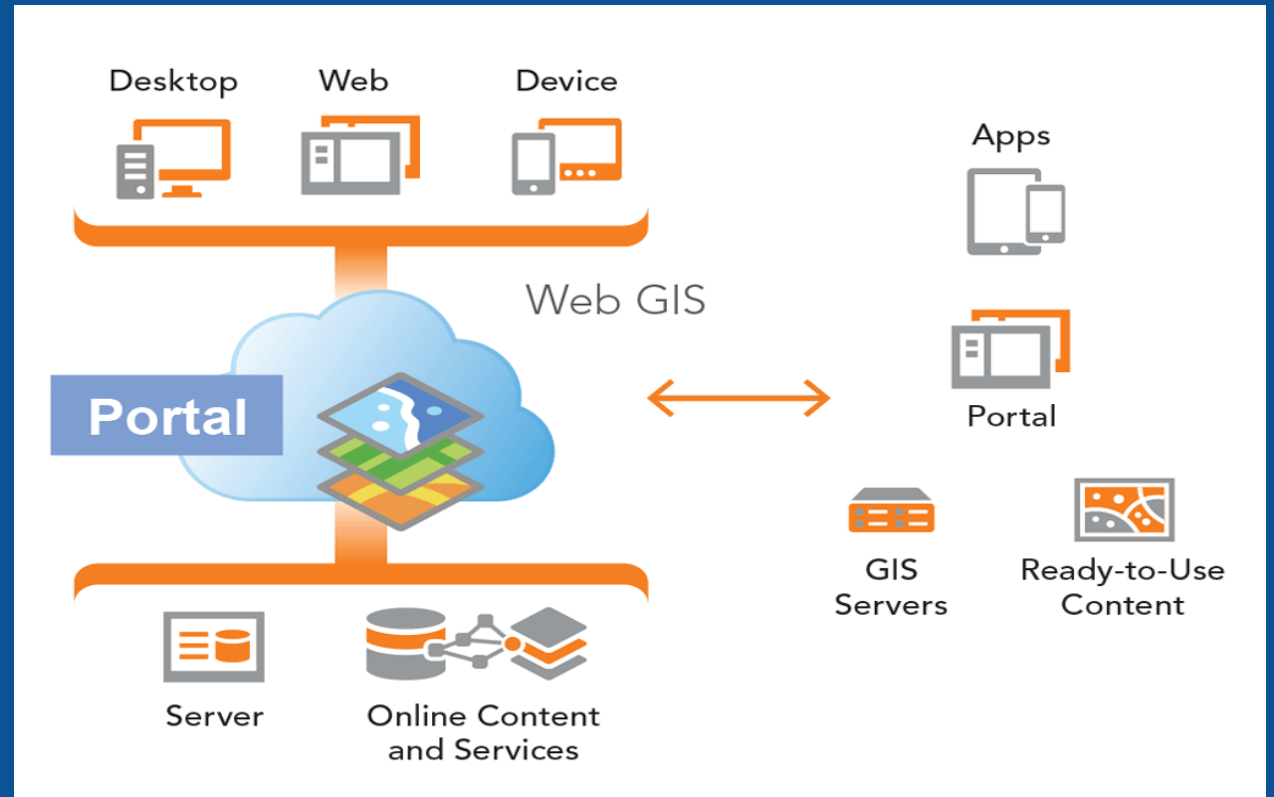 Desktop
Web
Device
Apps
Web GIS
Portal
Portal
GIS
Servers
Ready-to-Use
Content
Server
Online Content
and Services